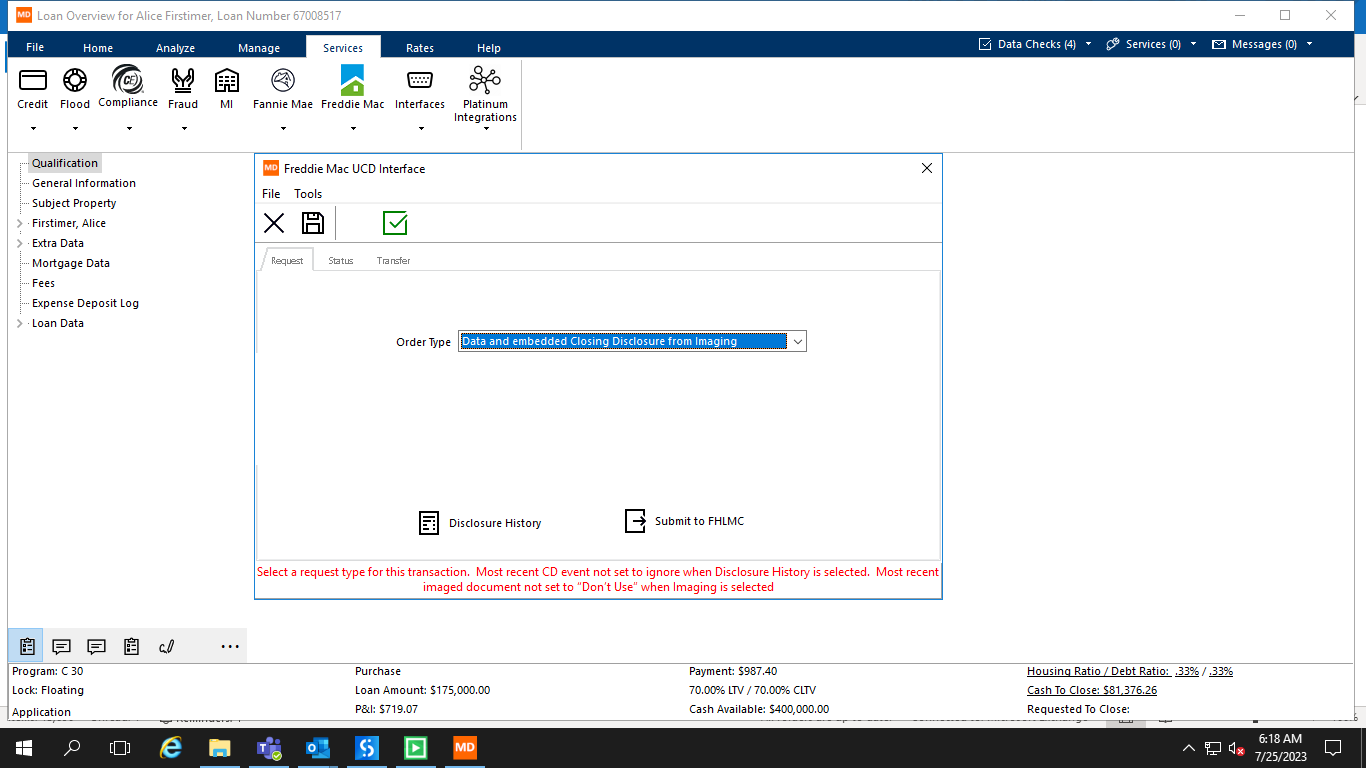 MD Loan Overview for Alice Firstimer, Loan Number 67008517
File Home Analyze Manage Services Rates Help Data Checks (4) Services (0) Messages (0)
Credit Flood Compliance Fraud MI Fannie Mae Freddie Mac Interfaces Platinum Integrations
Qualification
General Information
Subject Property
Firstimer, Alice
Extra Data
Mortgage Data
Fees
Expense Deposit Log
Loan Data
MD Freddie Mac UCD Interface
File Tools
Request Status Transfer
Order Type Data and embedded Closing Disclosure from Imaging
Disclosure History Submit to FHLMC
Select a request type for this transaction. Most recent CD event not set to ignore when Disclosure History is selected. Most recent
imaged document not set to "Don't Use" when Imaging is selected
Program: C 30 Purchase Payment: $987.40 Housing Ratio / Debt Ratio: .33% / .33%
Lock: Floating Loan Amount: $175,000.00 70.00% LTV / 70.00% CLTV Cash To Close: $81,376.26
Application P&I: $719.07 Cash Available: $400,000.00 Requested To Close:
6:18 AM
7/25/2023